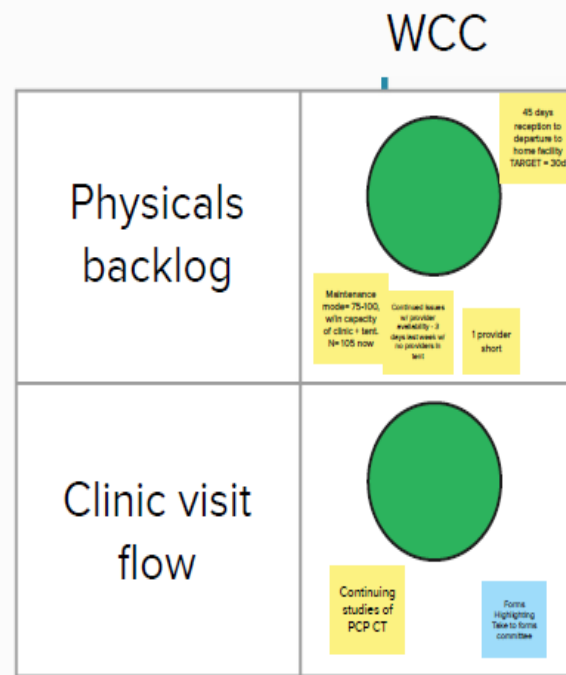 WCC
Physicals
backlog
45 days
reception to
departure to
home facility
TARGET = 30d
Maintenance
mode= 75-100,
w/in capacity
of clinic + tent.
N= 105 now
Continued issues
w/ provider
availability - 3
days last week w/
no providers in
tent
1 provider
short
Clinic visit
flow
Continuing
studies of
PCP CT
Forms
Highlighting
Take to forms
committee